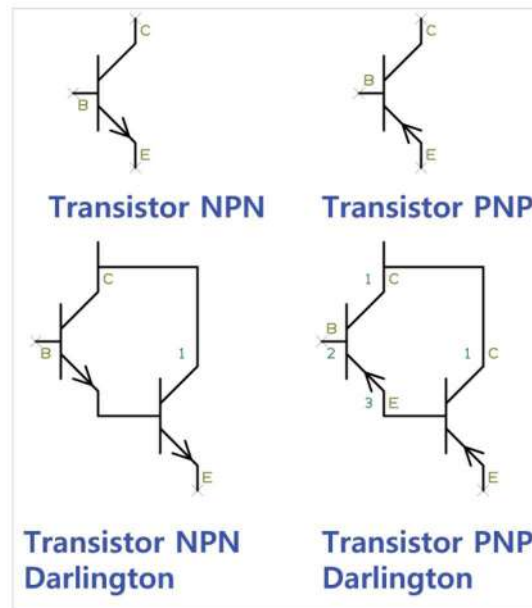 C
C
B
B
E
E
Transistor NPN
Transistor PNP
C
1
C
B
B
2
1
1
C
3
E
E
E
Transistor NPN
Darlington
Transistor PNP
Darlington